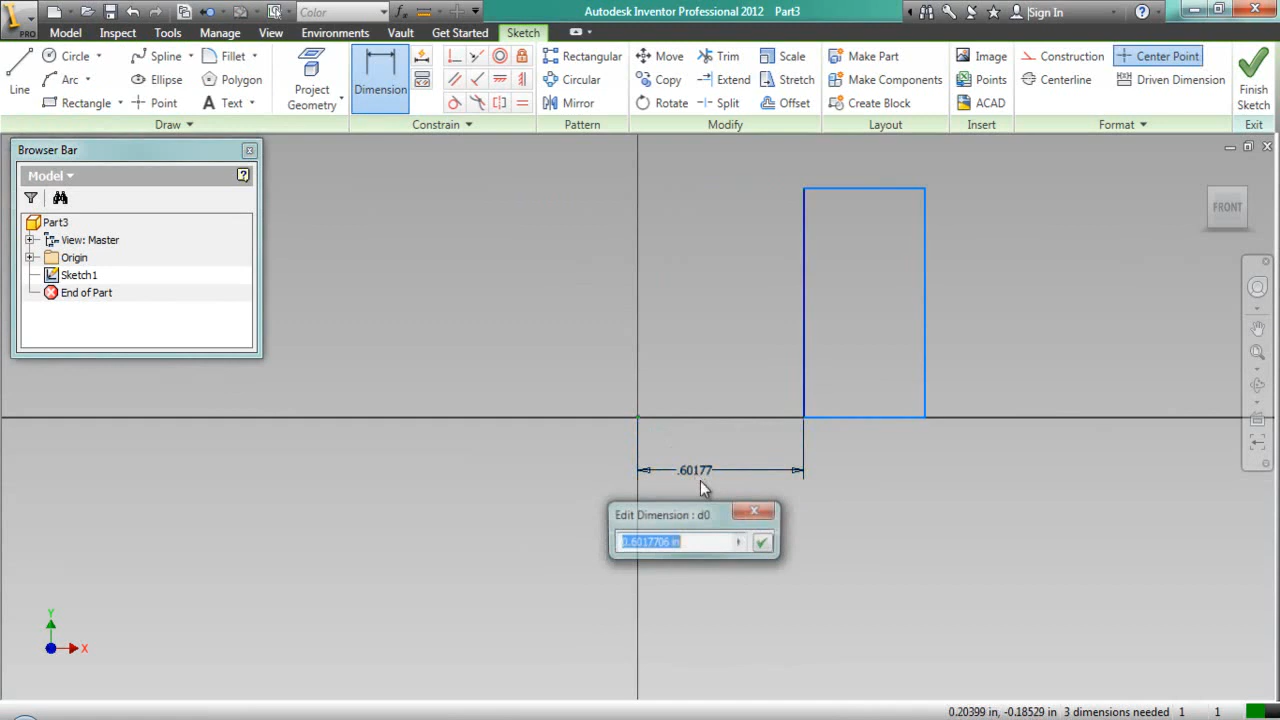 Color Autodesk Inventor Professional 2012 Part3 Sign In
PRO Model Inspect Tools Manage View Environments Vault Get Started Sketch
Line Circle Spline Fillet Arc Ellipse Polygon Rectangle Point Text
Draw
Project Geometry
Dimension
Constrain
Rectangular Circular Mirror
Pattern
Move Trim Scale Copy Extend Stretch Rotate Split Offset
Modify
Make Part Make Components Create Block
Layout
Image Points ACAD
Insert
Construction Center Point Centerline Driven Dimension
Format
Finish Sketch
Exit
Browser Bar
Model
Part3
View: Master
Origin
Sketch1
End of Part
FRONT
.60177
Edit Dimension : d0
0.6017706 in
Y
X
0.20399 in, -0.18529 in 3 dimensions needed 1 1